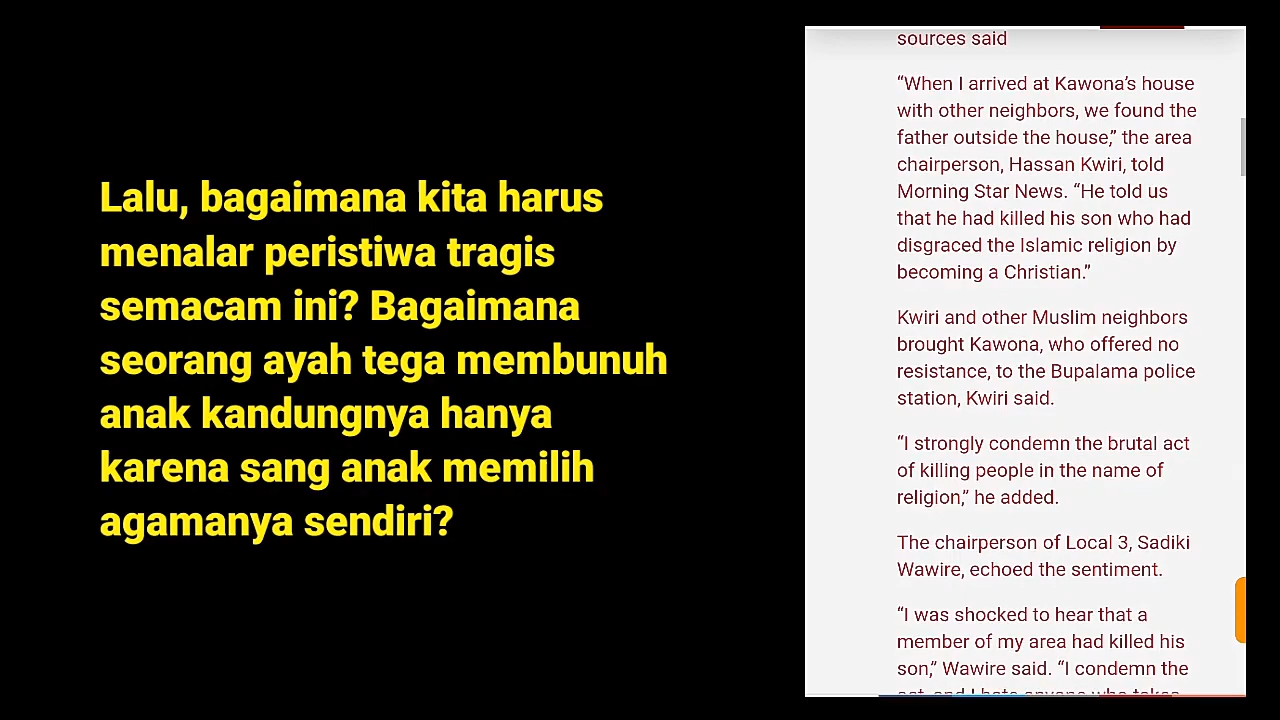 Lalu, bagaimana kita harus
menalar peristiwa tragis
semacam ini? Bagaimana
seorang ayah tega membunuh
anak kandungnya hanya
karena sang anak memilih
agamanya sendiri?
sources said
“When I arrived at Kawona’s house
with other neighbors, we found the
father outside the house,” the area
chairperson, Hassan Kwiri, told
Morning Star News. “He told us
that he had killed his son who had
disgraced the Islamic religion by
becoming a Christian.”
Kwiri and other Muslim neighbors
brought Kawona, who offered no
resistance, to the Bupalama police
station, Kwiri said.
“I strongly condemn the brutal act
of killing people in the name of
religion,” he added.
The chairperson of Local 3, Sadiki
Wawire, echoed the sentiment.
“I was shocked to hear that a
member of my area had killed his
son,” Wawire said. “I condemn the